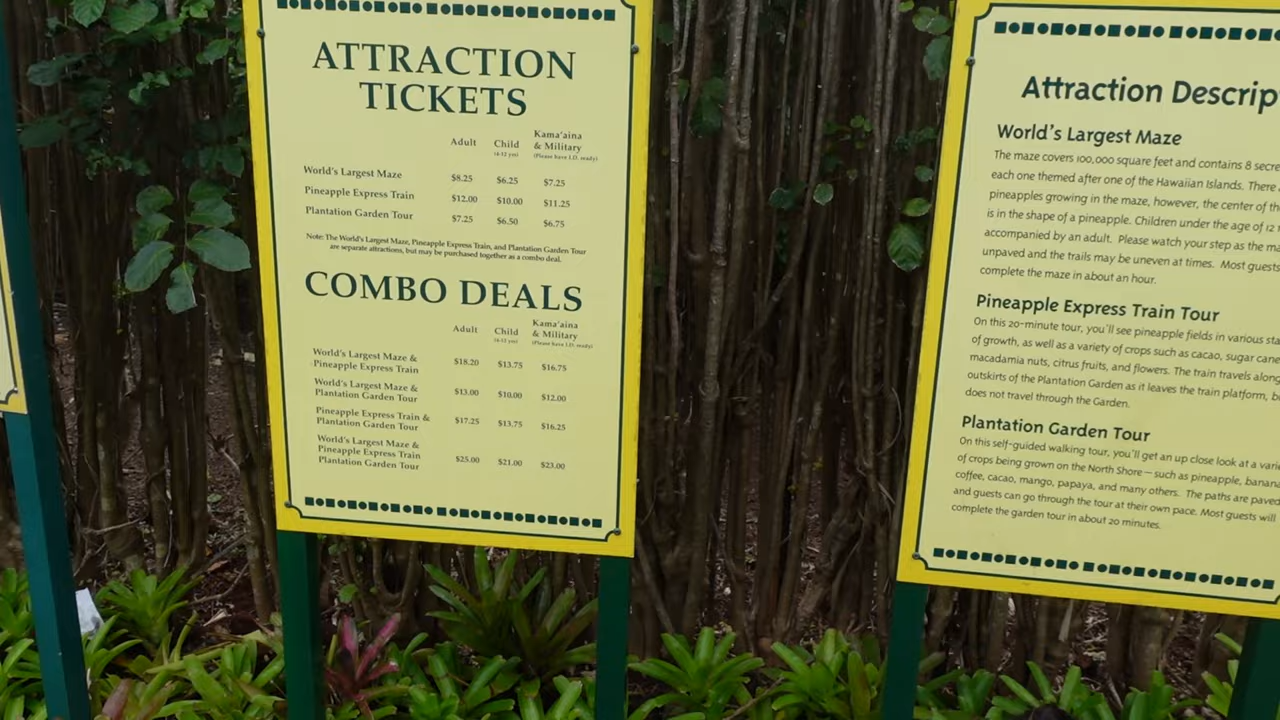 ATTRACTION
TICKETS
Adult Child Kama'aina
(4-12 yrs) & Military
(Please have I.D. ready)
World's Largest Maze $8.25 $6.25 $7.25
Pineapple Express Train $12.00 $10.00 $11.25
Plantation Garden Tour $7.25 $6.50 $6.75
Note: The World's Largest Maze, Pineapple Express Train, and Plantation Garden Tour
are separate attractions, but may be purchased together as a combo deal.
COMBO DEALS
Adult Child Kama'aina
(4-12 yrs) & Military
(Please have I.D. ready)
World's Largest Maze &
Pineapple Express Train $18.20 $13.75 $16.75
World's Largest Maze &
Plantation Garden Tour $13.00 $10.00 $12.00
Pineapple Express Train &
Plantation Garden Tour $17.25 $13.75 $16.25
World's Largest Maze &
Pineapple Express Train
Plantation Garden Tour $25.00 $21.00 $23.00
Attraction Descrip
World's Largest Maze
The maze covers 100,000 square feet and contains 8 secre
each one themed after one of the Hawaiian Islands. There
pineapples growing in the maze, however, the center of the
is in the shape of a pineapple. Children under the age of 12
accompanied by an adult. Please watch your step as the ma
unpaved and the trails may be uneven at times. Most guests
complete the maze in about an hour.
Pineapple Express Train Tour
On this 20-minute tour, you'll see pineapple fields in various sta
of growth, as well as a variety of crops such as cacao, sugar cane
macadamia nuts, citrus fruits, and flowers. The train travels along
outskirts of the Plantation Garden as it leaves the train platform, b
does not travel through the Garden.
Plantation Garden Tour
On this self-guided walking tour, you'll get an up close look at a varie
of crops being grown on the North Shore — such as pineapple, banana
coffee, cacao, mango, papaya, and many others. The paths are paved
and guests can go through the tour at their own pace. Most guests will
complete the garden tour in about 20 minutes.